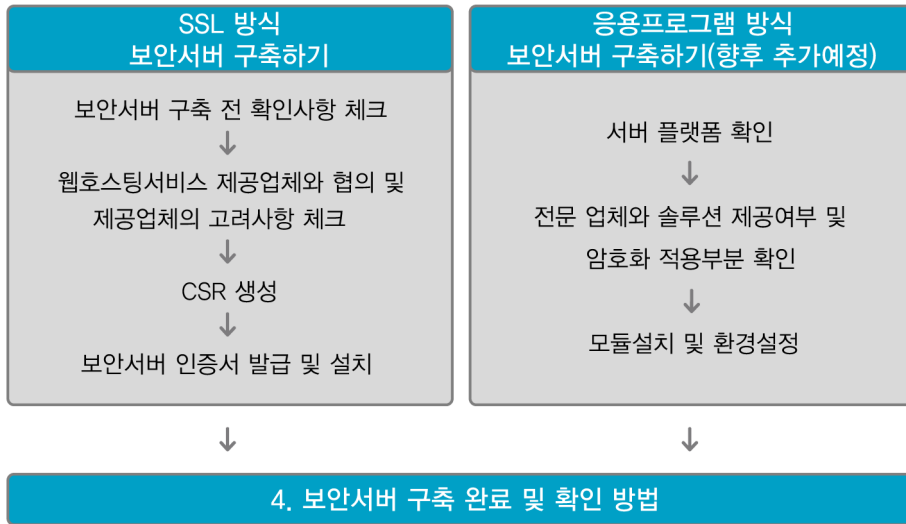 SSL 방식
보안서버 구축하기
보안서버 구축 전 확인사항 체크
↓
웹호스팅서비스 제공업체와 협의 및
제공업체의 고려사항 체크
↓
CSR 생성
↓
보안서버 인증서 발급 및 설치
↓
응용프로그램 방식
보안서버 구축하기(향후 추가예정)
서버 플랫폼 확인
↓
전문 업체와 솔루션 제공여부 및
암호화 적용부분 확인
↓
모듈설치 및 환경설정
↓
4. 보안서버 구축 완료 및 확인 방법